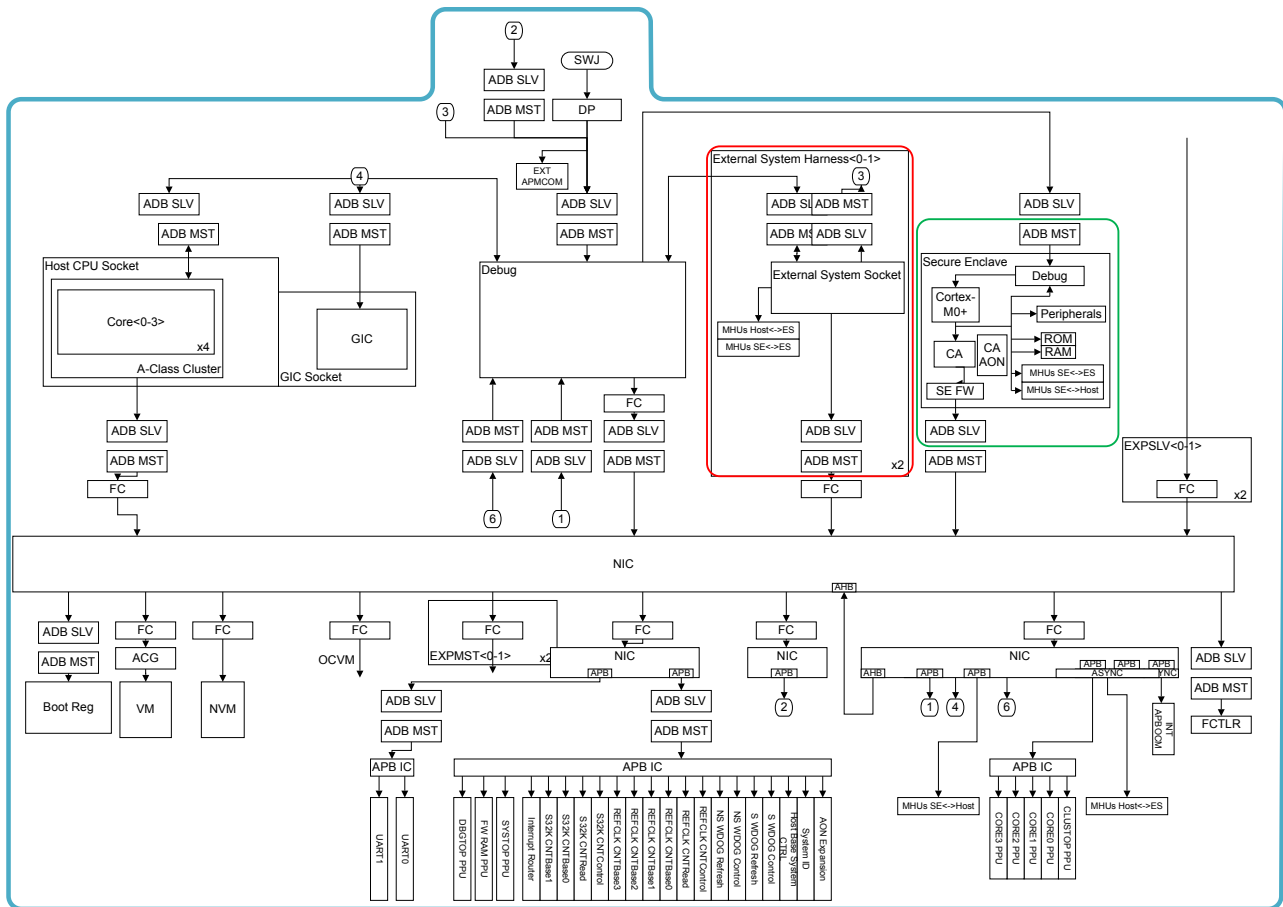 2
SWJ
ADB SLV
ADB MST
DP
3
EXT
APMCOM
External System Harness<0-1>
3
4
ADB SLV
ADB SLV
ADB SLV
ADB SLV
ADB MST
ADB SLV
ADB MST
ADB MST
ADB MST
ADB MST
ADB SLV
ADB MST
Host CPU Socket
Debug
External System Socket
Secure Enclave
Debug
Cortex-
M0+
Peripherals
Core<0-3>
x4
GIC
MHUs Host<->ES
MHUs SE<->ES
CA
CA
AON
ROM
RAM
A-Class Cluster
GIC Socket
MHUs SE<->ES
MHUs SE<->Host
SE FW
FC
ADB SLV
ADB MST
ADB MST
ADB SLV
ADB SLV
ADB SLV
EXPSLV<0-1>
ADB MST
ADB SLV
ADB SLV
ADB MST
ADB MST
x2
ADB MST
FC
FC
FC
x2
6
1
NIC
AHB
ADB SLV
FC
FC
FC
FC
FC
FC
FC
ADB MST
ACG
OCVM
EXPMST<0-1>
x2
NIC
NIC
NIC
ADB SLV
APB
APB
APB
AHB
APB
APB
APB
APB
APB
ASYNC
YNC
Boot Reg
VM
NVM
ADB SLV
ADB SLV
2
1
4
6
ADB MST
FCTLR
INT
APBOCM
ADB MST
ADB MST
APB IC
APB IC
APB IC
MHUs SE<->Host
MHUs Host<->ES
UART1
UART0
DBGTOP PPU
FW RAM PPU
SYSTOP PPU
Interrupt Router
S32K CNTBase1
S32K CNTBase0
S32K CNTRead
S32K CNTControl
REFCLK CNTBase3
REFCLK CNTBase2
REFCLK CNTBase1
REFCLK CNTBase0
REFCLK CNTRead
REFCLK CNTControl
NS WDOG Refresh
NS WDOG Control
S WDOG Refresh
S WDOG Control
Host Base System
CTRL
System ID
AON Expansion
CORE3 PPU
CORE2 PPU
CORE1 PPU
CORE0 PPU
CLUSTOP PPU